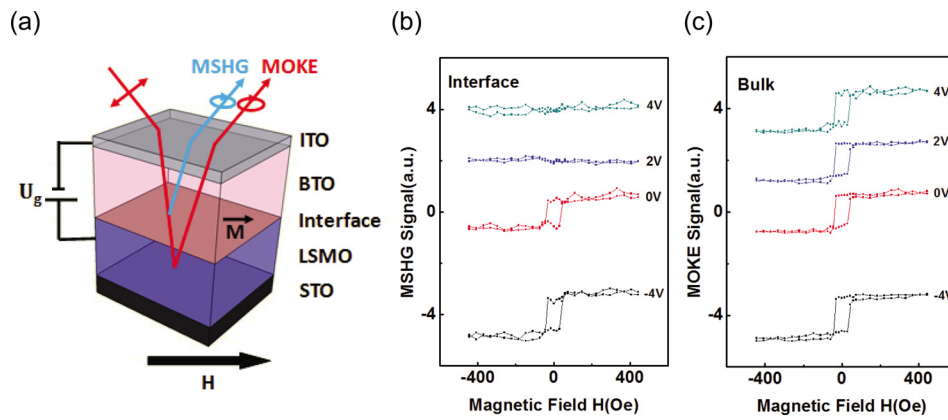 (a)
MSHG MOKE
ITO
BTO
Interface
LSMO
STO
Ug
M
H
(b)
MSHG Signal(a.u.)
Interface
4V
2V
0V
-4V
4
0
-4
-400 0 400
Magnetic Field H(Oe)
(c)
MOKE Signal(a.u.)
Bulk
4V
2V
0V
-4V
4
0
-4
-400 0 400
Magnetic Field H(Oe)